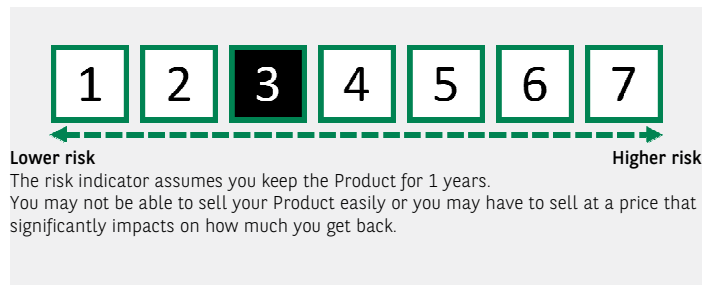 1 2 3 4 5 6 7
Lower risk Higher risk
The risk indicator assumes you keep the Product for 1 years.
You may not be able to sell your Product easily or you may have to sell at a price that
significantly impacts on how much you get back.